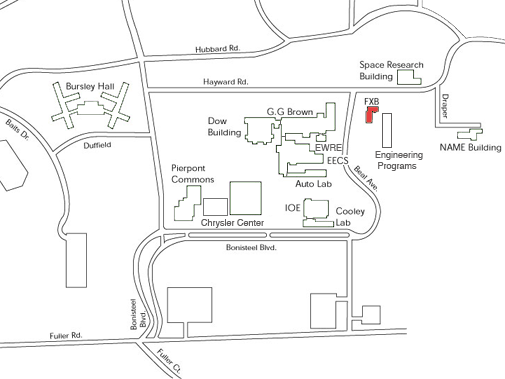 Hubbard Rd.
Space Research
Building
Hayward Rd.
Bursley Hall
FXB
Draper
G.G Brown
Dow
Building
Baits Dr.
Duffield
EWRE
EECS
Engineering
Programs
NAME Building
Pierpont
Commons
Auto Lab
Beal Ave.
IOE
Cooley
Lab
Chrysler Center
Bonisteel Blvd.
Bonisteel
Blvd.
Fuller Rd.
Fuller Ct.